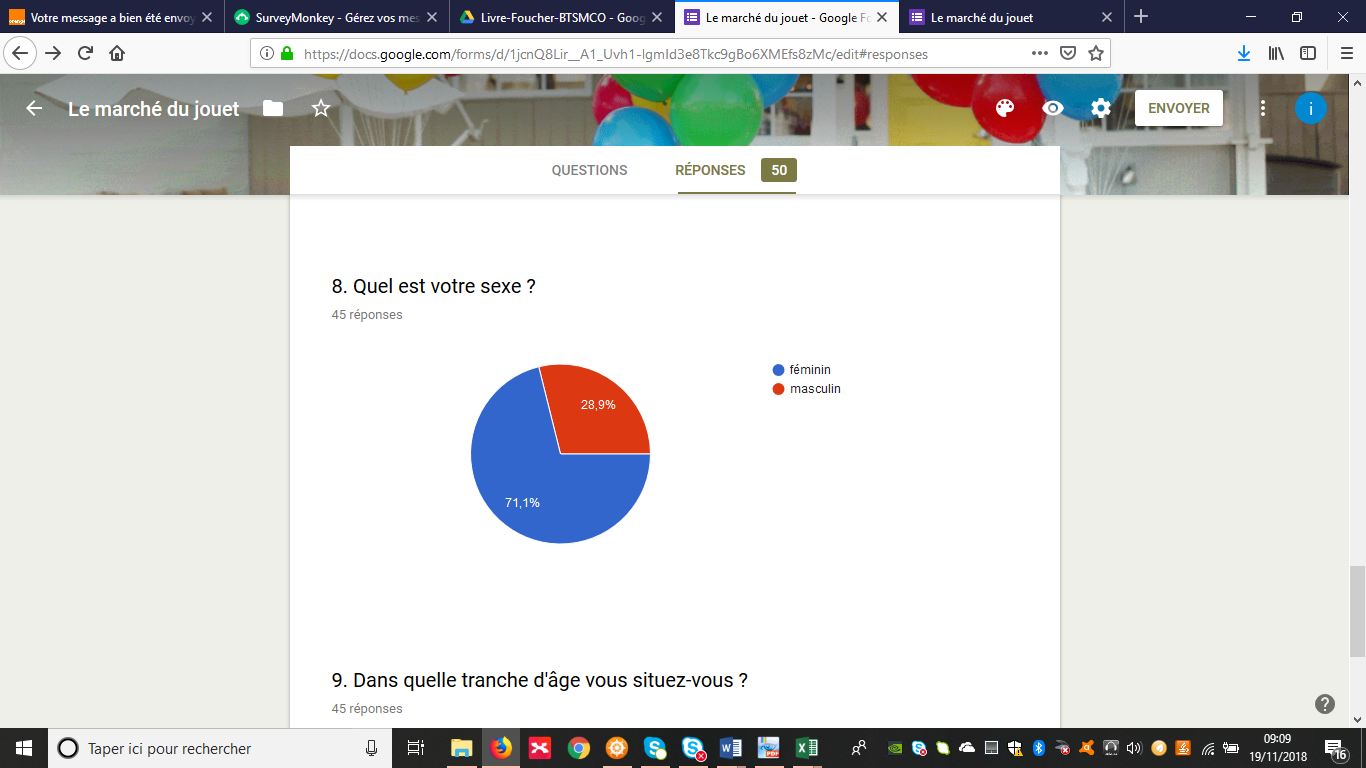 Votre message a bien été envoy
SurveyMonkey - Gérez vos mes
Livre-Foucher-BTSMCO - Goog
Le marché du jouet - Google Fo
Le marché du jouet
https://docs.google.com/forms/d/1jcnQ8Lir__A1_Uvh1-IgmId3e8Tkc9gBo6XMEfs8zMc/edit#responses
Le marché du jouet
ENVOYER
i
QUESTIONS
RÉPONSES
50
8. Quel est votre sexe ?
45 réponses
féminin
masculin
28,9%
71,1%
9. Dans quelle tranche d'âge vous situez-vous ?
45 réponses
Taper ici pour rechercher
09:09
19/11/2018
16